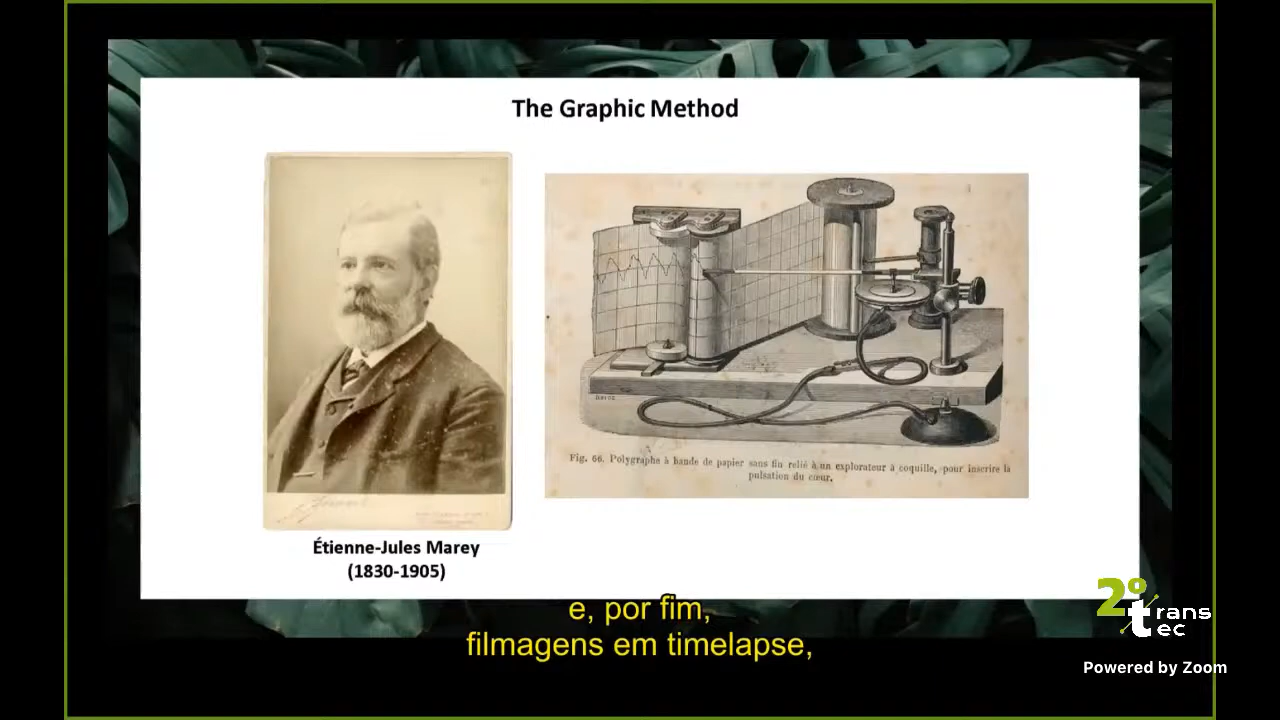 The Graphic Method
Fig. 66. Polygraphe à bande de papier sans fin relié à un explorateur à coquille, pour inscrire la
pulsation du cœur.
Étienne-Jules Marey
(1830-1905)
e, por fim,
filmagens em timelapse,
2º
trans
tec
Powered by Zoom